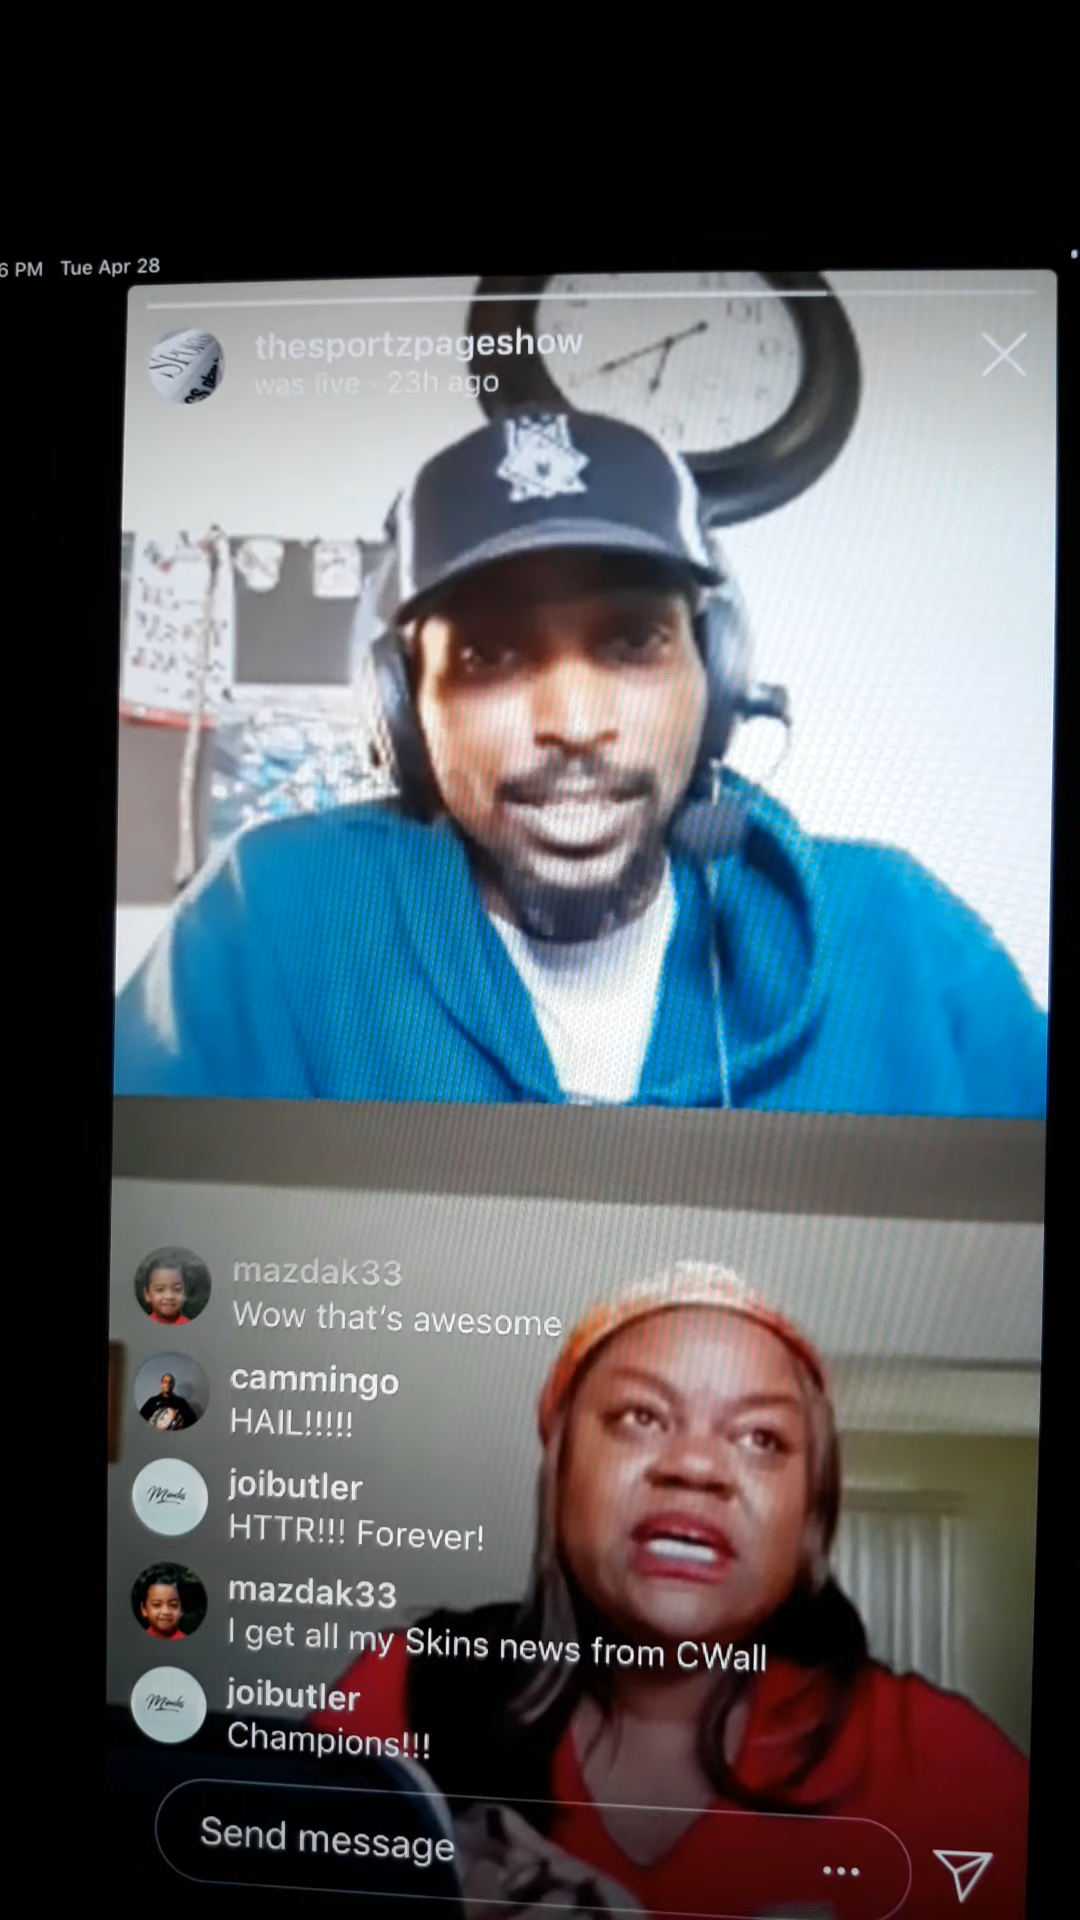 6 PM Tue Apr 28
thesportzpageshow
was live · 23h ago
mazdak33
Wow that's awesome
cammingo
HAIL!!!!!
joibutler
HTTR!!! Forever!
mazdak33
I get all my Skins news from CWall
joibutler
Champions!!!
Send message